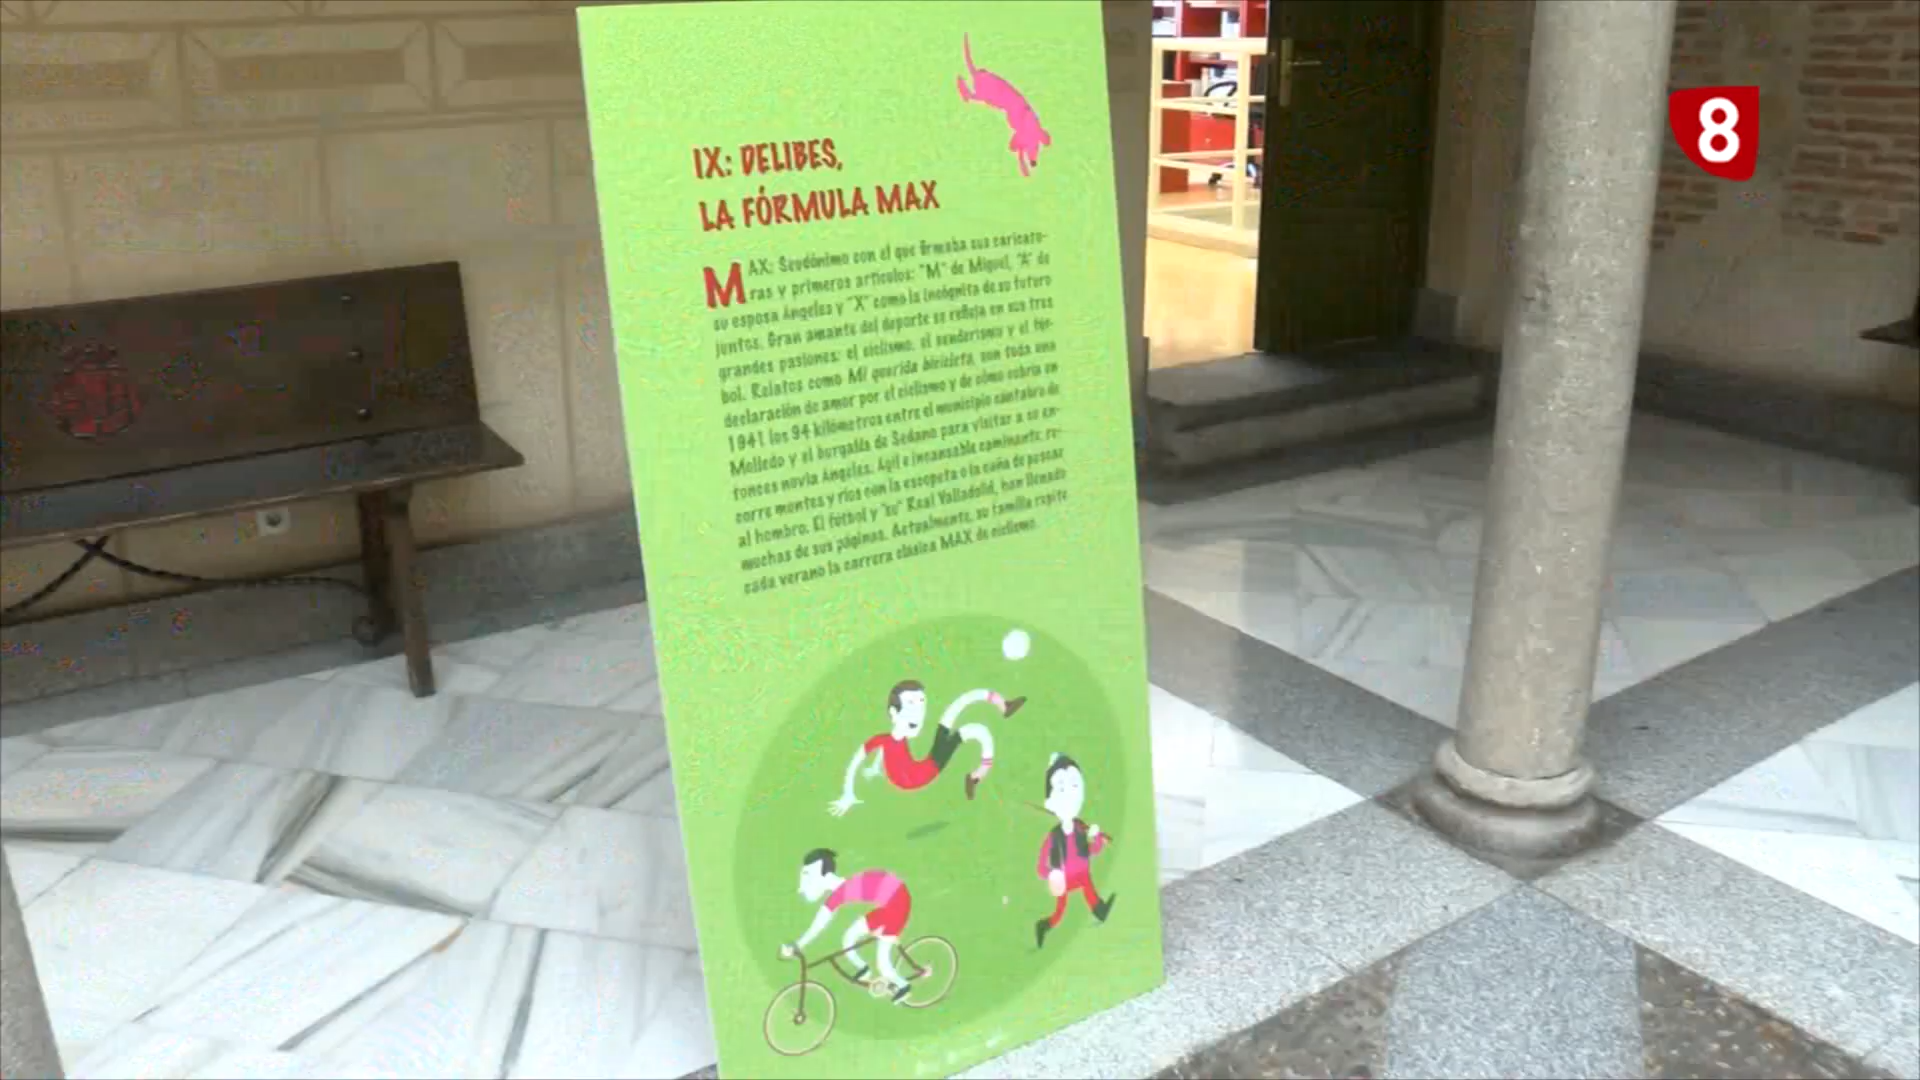 IX: DELIBES,
LA FÓRMULA MAX
MAX: Seudónimo con el que firmaba sus caricatu-
ras y primeros artículos: "M" de Miguel, "A" de
su esposa Ángeles y "X" como la incógnita de su futuro
juntos. Gran amante del deporte se refleja en sus tres
grandes pasiones: el ciclismo, el senderismo y el fút-
bol. Relatos como Mi querida bicicleta, son toda una
declaración de amor por el ciclismo y de cómo cubría en
1941 los 94 kilómetros entre el municipio cántabro de
Molledo y el burgalés de Sedano para visitar a su en-
tonces novia Ángeles. Ágil e incansable caminante re-
corre montes y ríos con la escopeta o la caña de pescar
al hombro. El fútbol y "su" Real Valladolid, han llenado
muchas de sus páginas. Actualmente, su familia repite
cada verano la carrera clásica MAX de ciclismo.
8